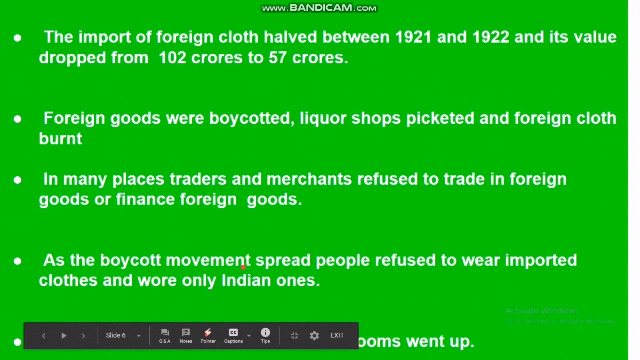 www.BANDICAM.com
● The import of foreign cloth halved between 1921 and 1922 and its value
dropped from 102 crores to 57 crores.
● Foreign goods were boycotted, liquor shops picketed and foreign cloth
burnt
● In many places traders and merchants refused to trade in foreign
goods or finance foreign goods.
● As the boycott movement spread people refused to wear imported
clothes and wore only Indian ones.
Activate Windows
Slide 6
Q & A
Notes
Pointer
Captions
Tips
EXIT
● ooms went up.